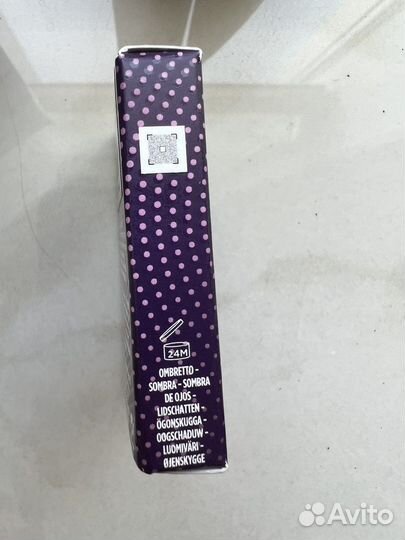 24M
OMBRETTO -
SOMBRA - SOMBRA
DE OJOS -
LIDSCHATTEN -
ÖGONSKUGGA -
OOGSCHADUW -
LUOMIVÄRI -
ØJENSKYGGE
Avito